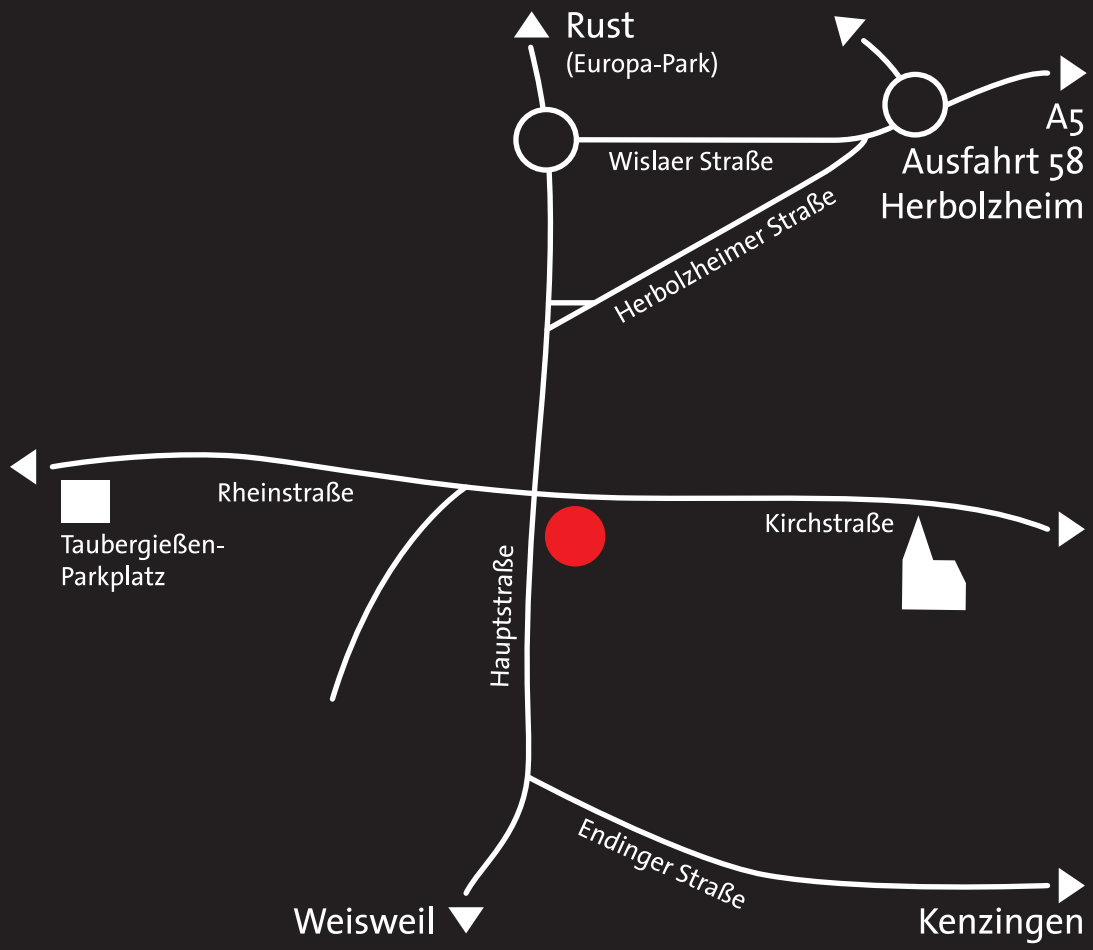 Rust
(Europa-Park)
A5
Ausfahrt 58
Herbolzheim
Wislaer Straße
Herbolzheimer Straße
Rheinstraße
Kirchstraße
Taubergießen-
Parkplatz
Hauptstraße
Endinger Straße
Weisweil
Kenzingen